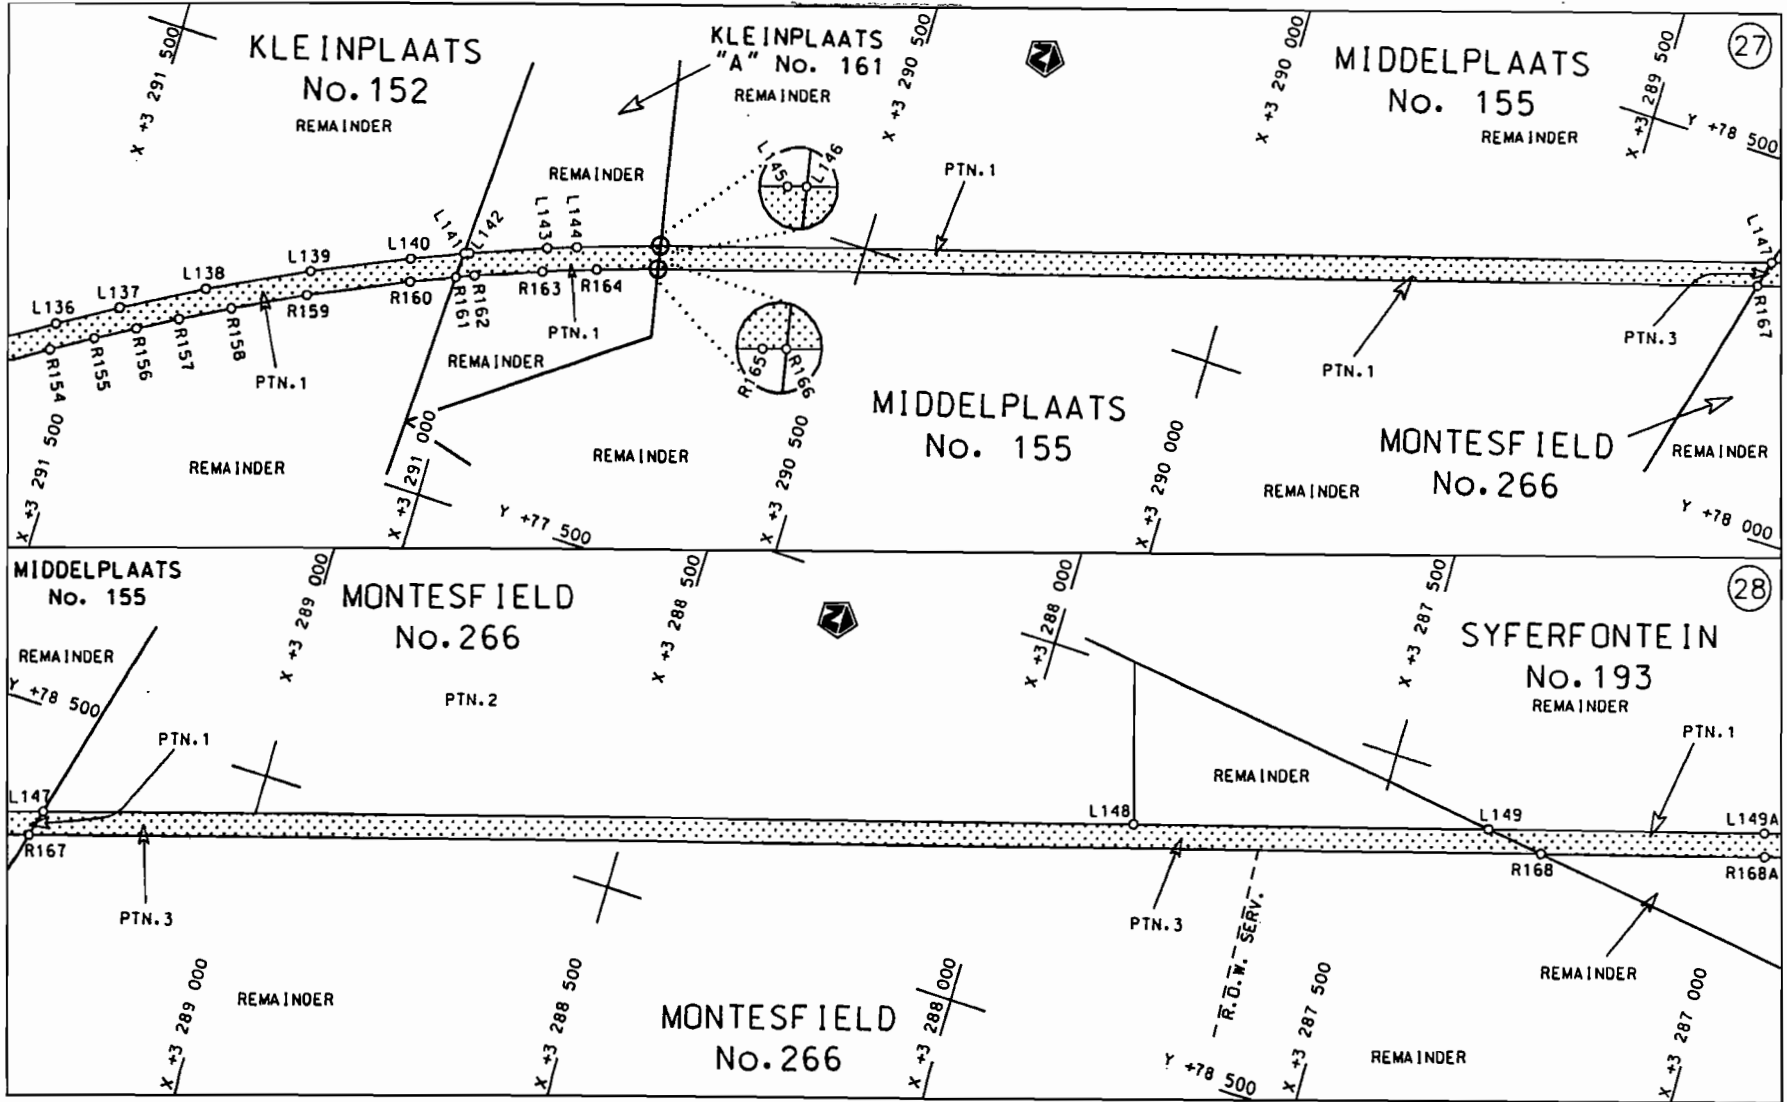 X +3 291 500
KLEINPLAATS
No. 152
REMAINDER
KLEINPLAATS
"A" No. 161
REMAINDER
X +3 290 500
N
X +3 290 000
MIDDELPLAATS
No. 155
REMAINDER
X +3 289 500
Y +78 500
27
REMAINDER
L145
L146
PTN.1
L136
L137
L138
L139
L140
L141
L142
L143
L144
L147
R154
R155
R156
R157
R158
R159
R160
R161
R162
R163
R164
R165
R166
R167
PTN.1
PTN.1
PTN.1
PTN.3
REMAINDER
REMAINDER
REMAINDER
MIDDELPLAATS
No. 155
REMAINDER
MONTESFIELD
No.266
REMAINDER
X +3 291 500
X +3 291 000
Y +77 500
X +3 290 500
X +3 290 000
Y +78 000
MIDDELPLAATS
No. 155
REMAINDER
Y +78 500
X +3 289 000
MONTESFIELD
No.266
PTN.2
X +3 288 500
N
X +3 288 000
X +3 287 500
SYFERFONTEIN
No.193
REMAINDER
28
PTN.1
PTN.1
REMAINDER
L147
L148
L149
L149A
R167
R168
R168A
PTN.3
PTN.3
R.O.W. SERV.
REMAINDER
REMAINDER
MONTESFIELD
No.266
REMAINDER
X +3 289 000
X +3 288 500
X +3 288 000
Y +78 500
X +3 287 500
X +3 287 000